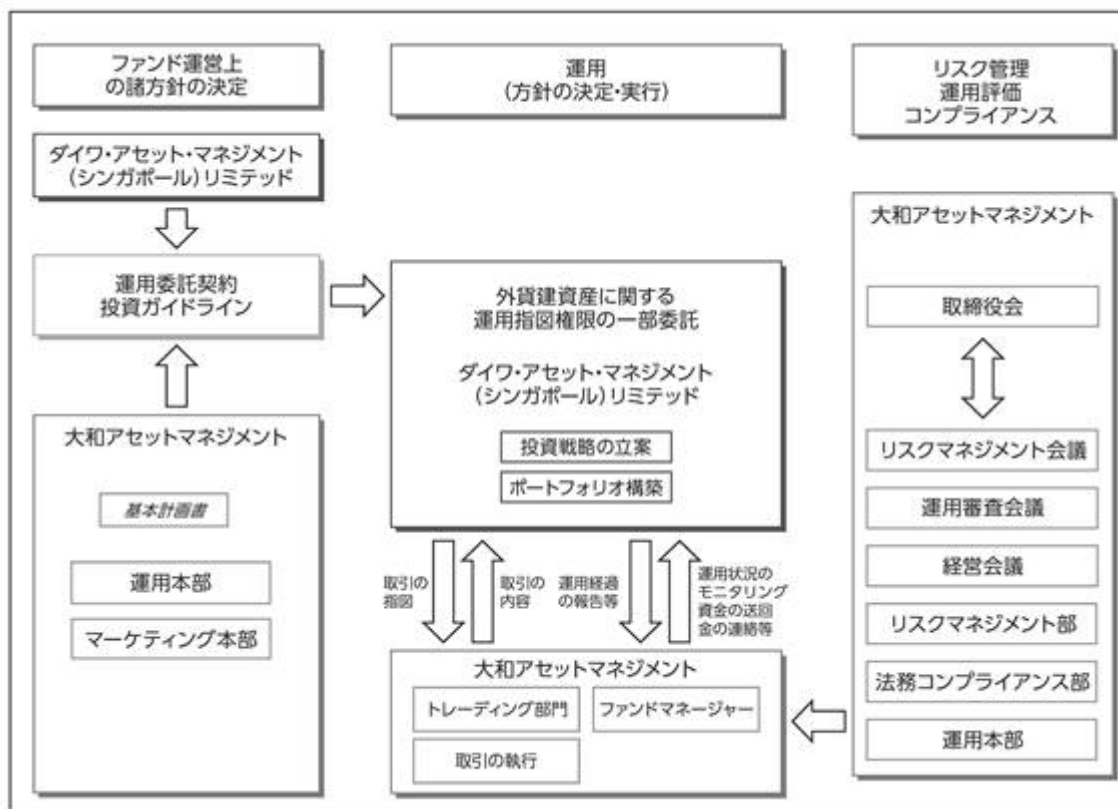 ファンド運営上
の諸方針の決定
運用
(方針の決定・実行)
リスク管理
運用評価
コンプライアンス
ダイワ・アセット・マネジメント
(シンガポール)リミテッド
運用委託契約
投資ガイドライン
大和アセットマネジメント
基本計画書
運用本部
マーケティング本部
外貨建資産に関する
運用指図権限の一部委託
ダイワ・アセット・マネジメント
(シンガポール)リミテッド
投資戦略の立案
ポートフォリオ構築
取引の
指図
取引の
内容
運用経過
の報告等
運用状況の
モニタリング
資金の送回
金の連絡等
大和アセットマネジメント
トレーディング部門
ファンドマネージャー
取引の執行
大和アセットマネジメント
取締役会
リスクマネジメント会議
運用審査会議
経営会議
リスクマネジメント部
法務コンプライアンス部
運用本部